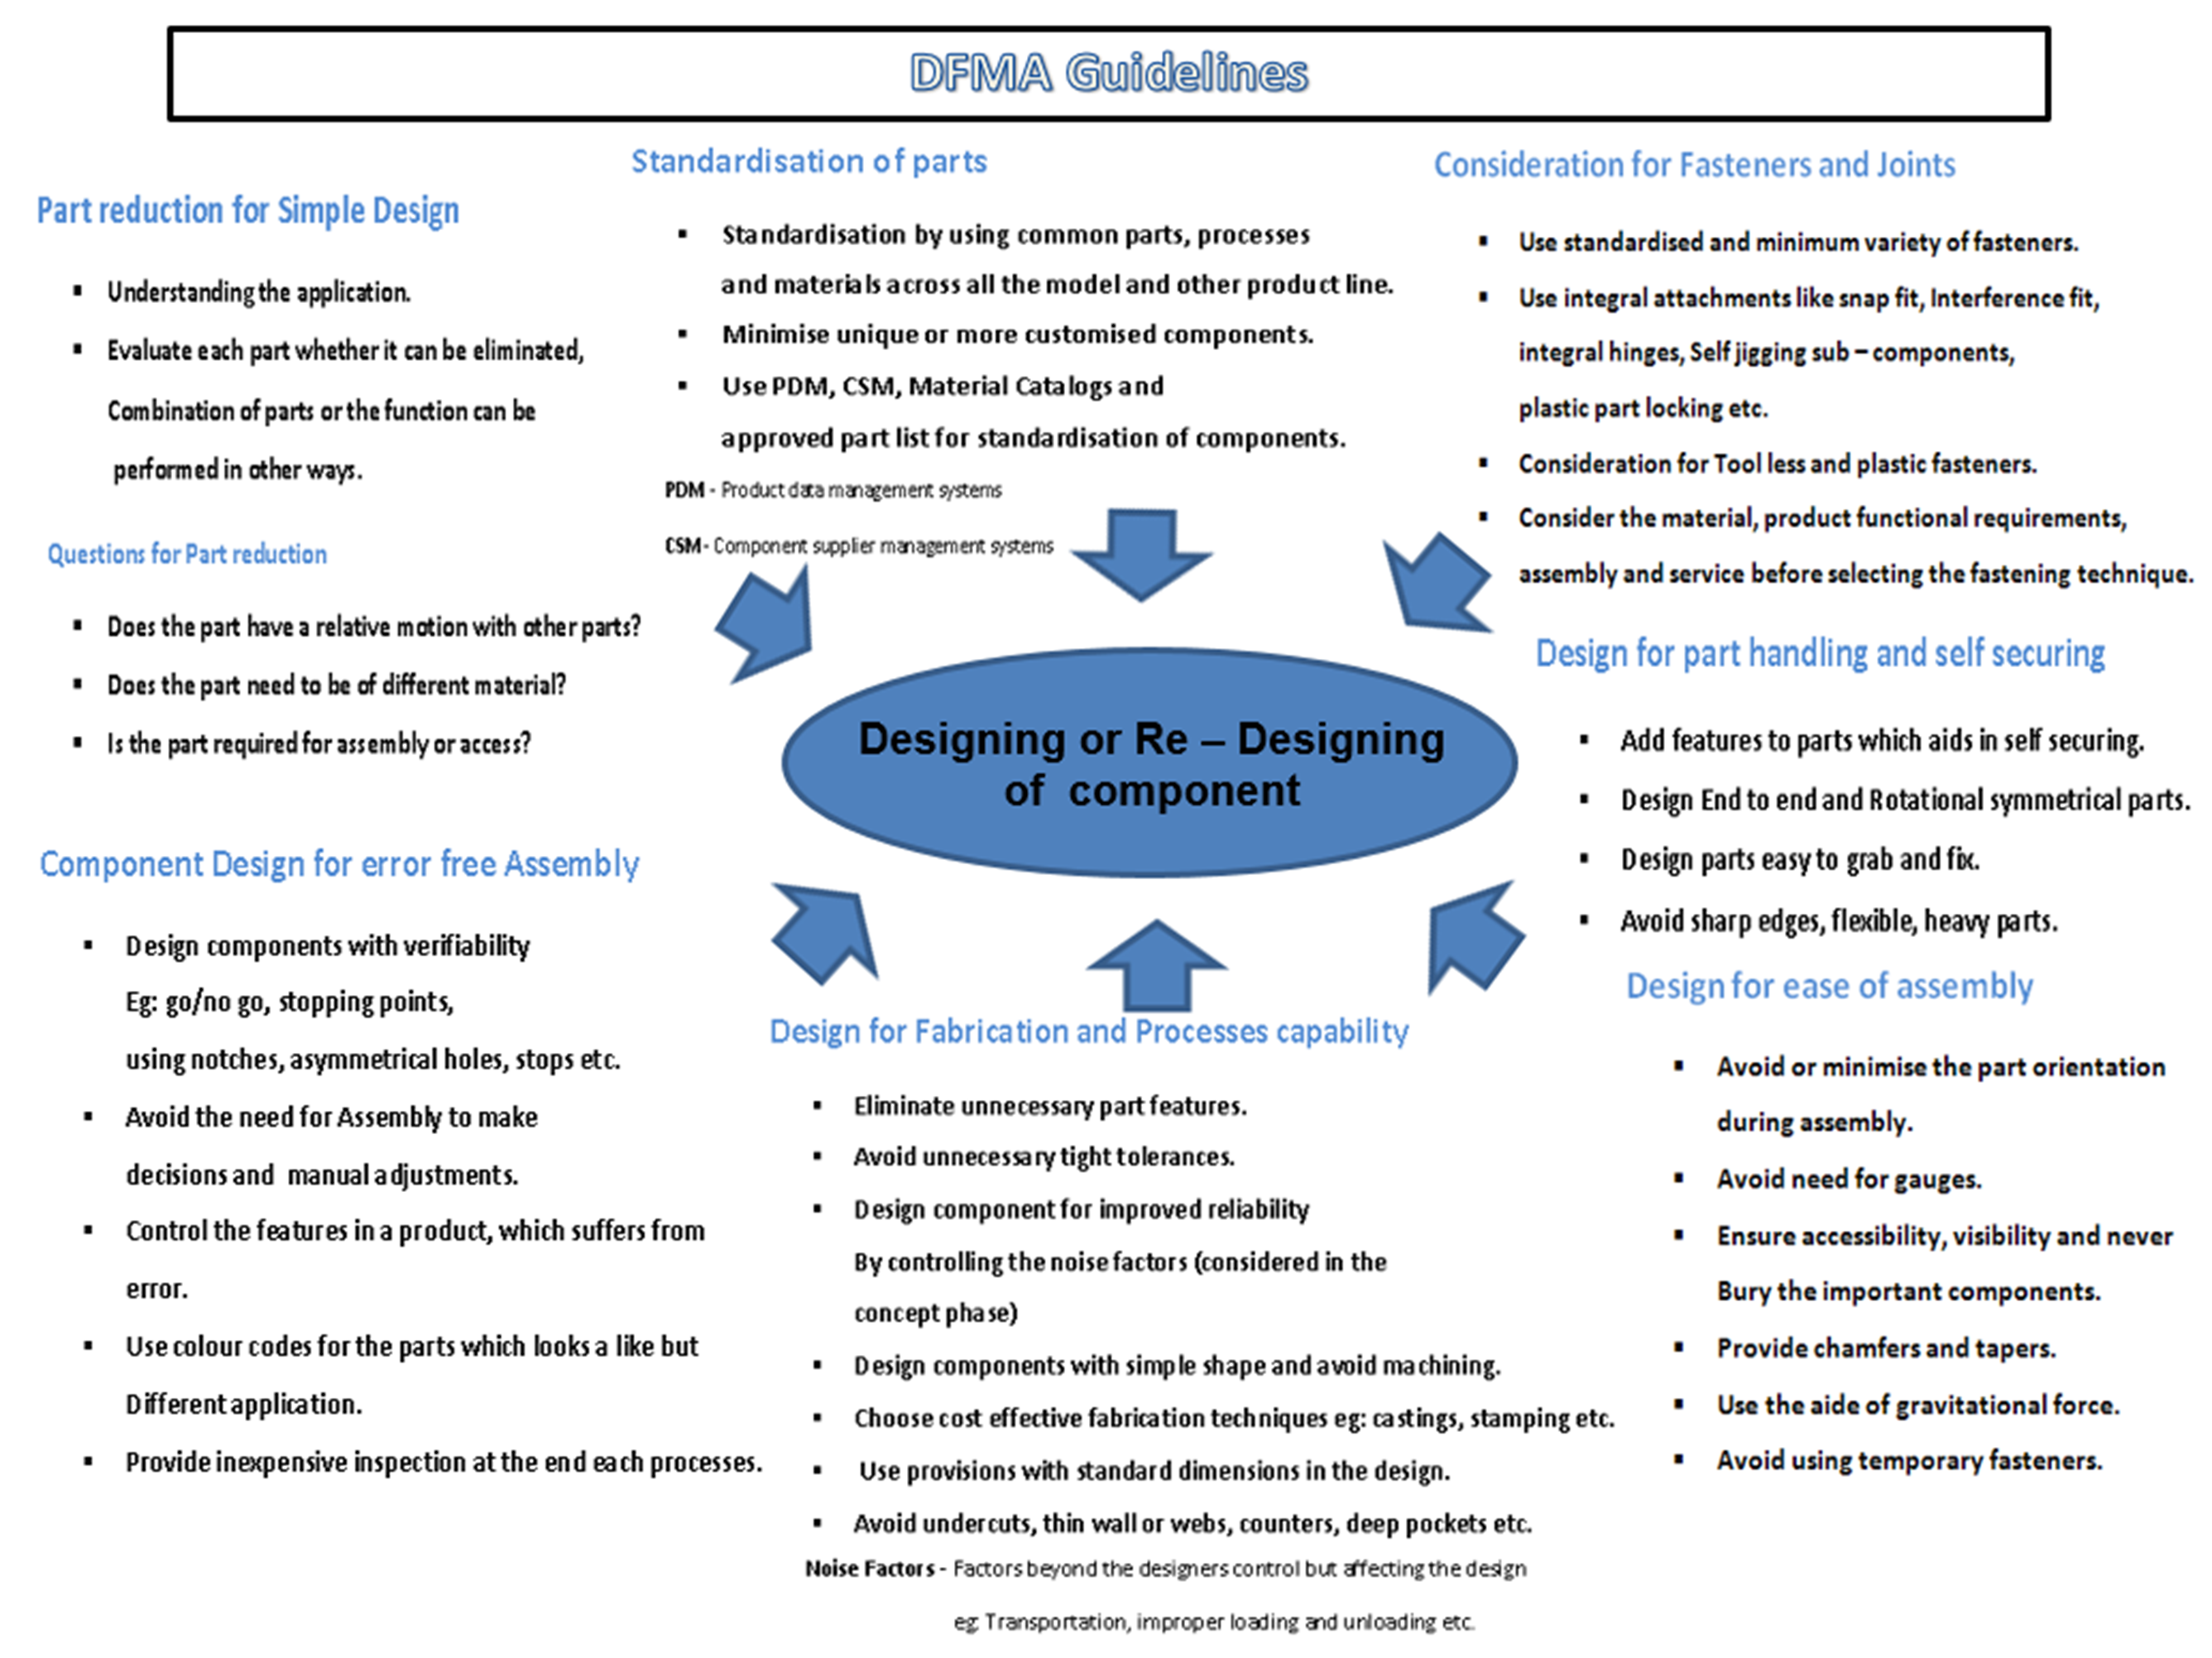 DFMA Guidelines
Part reduction for Simple Design
▪ Understanding the application.
▪ Evaluate each part whether it can be eliminated,
Combination of parts or the function can be
performed in other ways.
Questions for Part reduction
▪ Does the part have a relative motion with other parts?
▪ Does the part need to be of different material?
▪ Is the part required for assembly or access?
Standardisation of parts
▪ Standardisation by using common parts, processes
and materials across all the model and other product line.
▪ Minimise unique or more customised components.
▪ Use PDM, CSM, Material Catalogs and
approved part list for standardisation of components.
PDM - Product data management systems
CSM- Component supplier management systems
Consideration for Fasteners and Joints
▪ Use standardised and minimum variety of fasteners.
▪ Use integral attachments like snap fit, Interference fit,
integral hinges, Self jigging sub – components,
plastic part locking etc.
▪ Consideration for Tool less and plastic fasteners.
▪ Consider the material, product functional requirements,
assembly and service before selecting the fastening technique.
Designing or Re – Designing
of component
Design for part handling and self securing
▪ Add features to parts which aids in self securing.
▪ Design End to end and Rotational symmetrical parts.
▪ Design parts easy to grab and fix.
▪ Avoid sharp edges, flexible, heavy parts.
Component Design for error free Assembly
▪ Design components with verifiability
Eg: go/no go, stopping points,
using notches, asymmetrical holes, stops etc.
▪ Avoid the need for Assembly to make
decisions and manual adjustments.
▪ Control the features in a product, which suffers from
error.
▪ Use colour codes for the parts which looks a like but
Different application.
▪ Provide inexpensive inspection at the end each processes.
Design for Fabrication and Processes capability
▪ Eliminate unnecessary part features.
▪ Avoid unnecessary tight tolerances.
▪ Design component for improved reliability
By controlling the noise factors (considered in the
concept phase)
▪ Design components with simple shape and avoid machining.
▪ Choose cost effective fabrication techniques eg: castings, stamping etc.
▪ Use provisions with standard dimensions in the design.
▪ Avoid undercuts, thin wall or webs, counters, deep pockets etc.
Noise Factors - Factors beyond the designers control but affecting the design
eg: Transportation, improper loading and unloading etc.
Design for ease of assembly
▪ Avoid or minimise the part orientation
during assembly.
▪ Avoid need for gauges.
▪ Ensure accessibility, visibility and never
Bury the important components.
▪ Provide chamfers and tapers.
▪ Use the aide of gravitational force.
▪ Avoid using temporary fasteners.